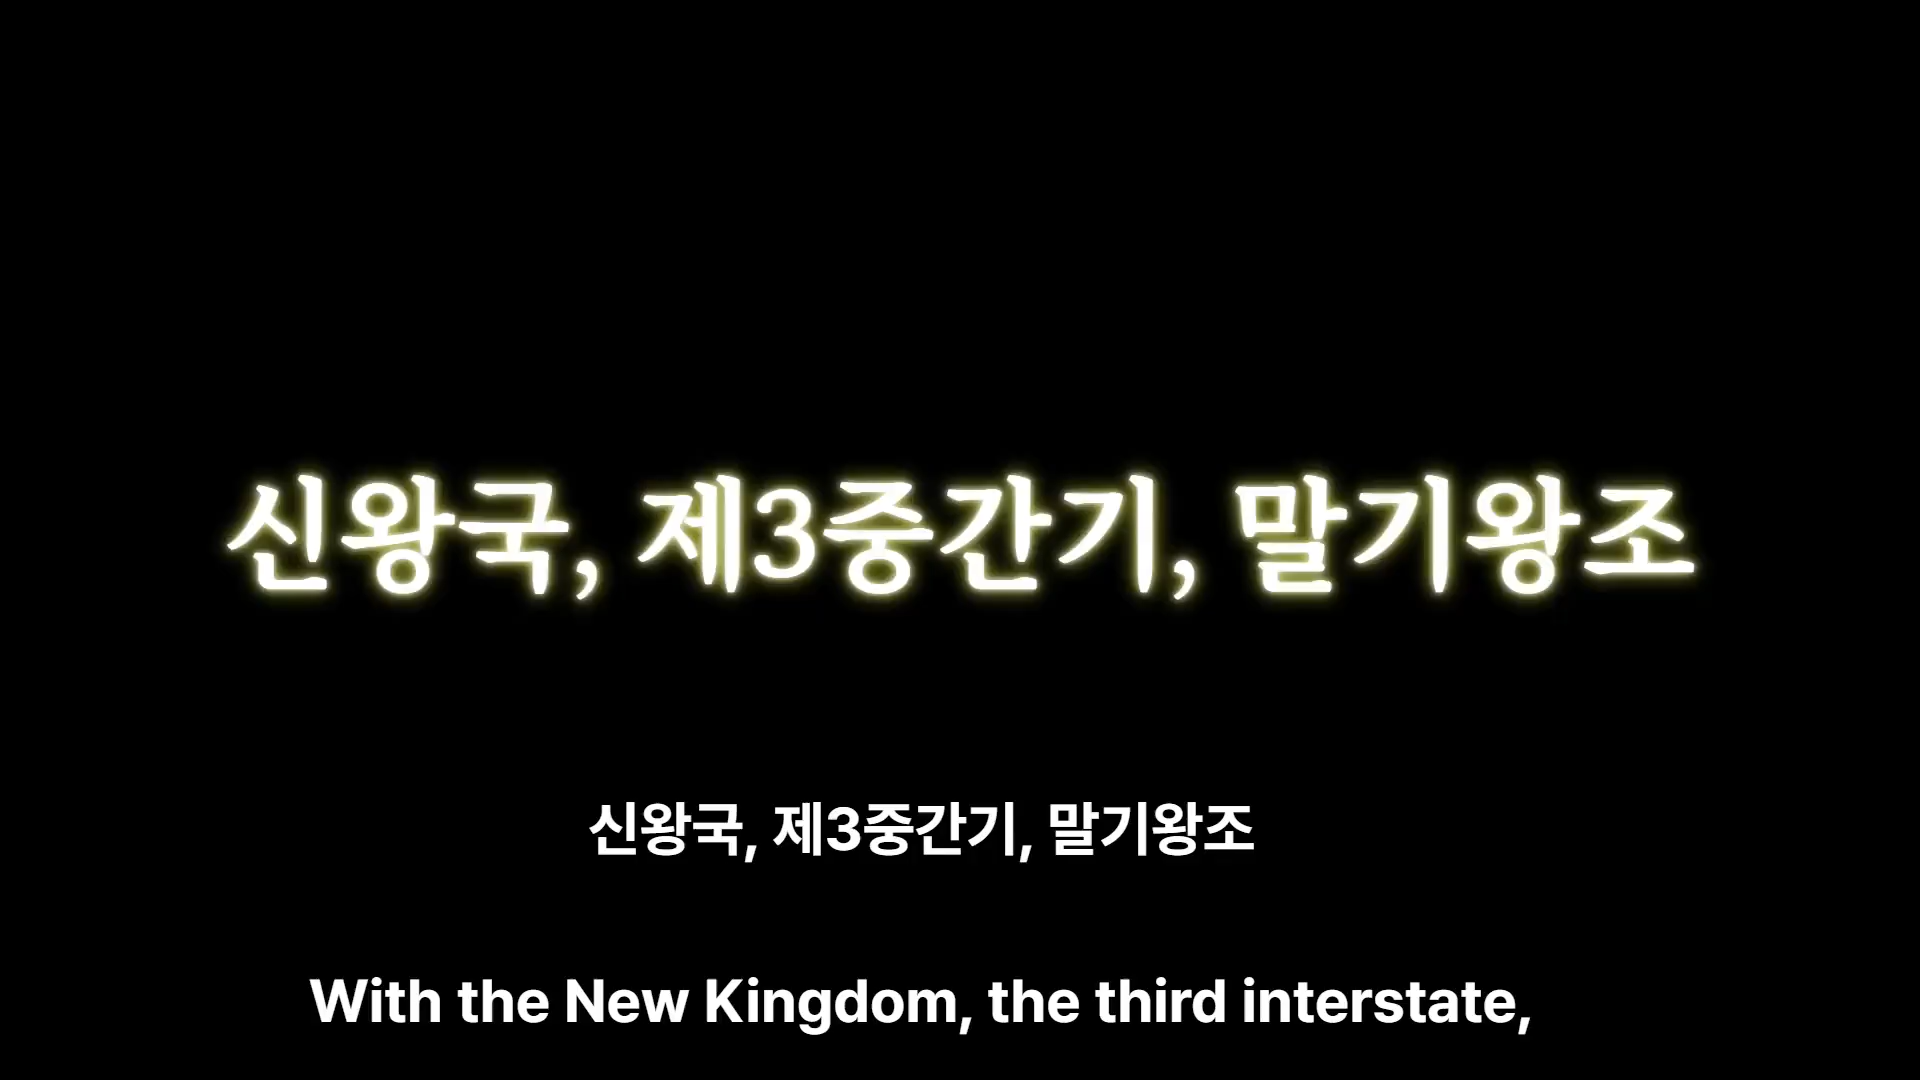 신왕국, 제3중간기, 말기왕조
신왕국, 제3중간기, 말기왕조
With the New Kingdom, the third interstate,